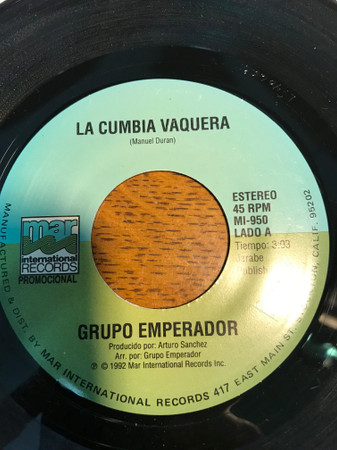 LA CUMBIA VAQUERA
(Manuel Duran)
mar
international
RECORDS
PROMOCIONAL
ESTEREO
45 RPM
MI-950
LADO A
Tiempo: 3:03
GRUPO EMPERADOR
Producido por: Arturo Sanchez
Arr. por: Grupo Emperador
℗ © 1992 Mar International Records Inc.
MANUFACTURED & DIST. BY MAR INTERNATIONAL RECORDS 417 EAST MAIN ST. CALIF. 95202